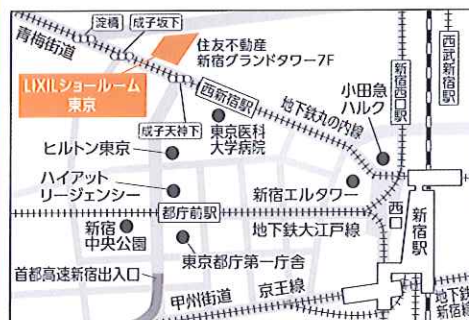 淀橋
成子坂下
青梅街道
住友不動産
新宿グランドタワー7F
LIXILショールーム
東京
成子天神下
西新宿駅
地下鉄丸の内線
小田急
ハルク
新宿西口駅
西武新宿駅
東京医科
大学病院
ヒルトン東京
ハイアット
リージェンシー
新宿エルタワー
都庁前駅
西口
新宿駅
新宿
中央公園
地下鉄大江戸線
東京都庁第一庁舎
首都高速新宿出入口
甲州街道
京王線
地下鉄
新宿線